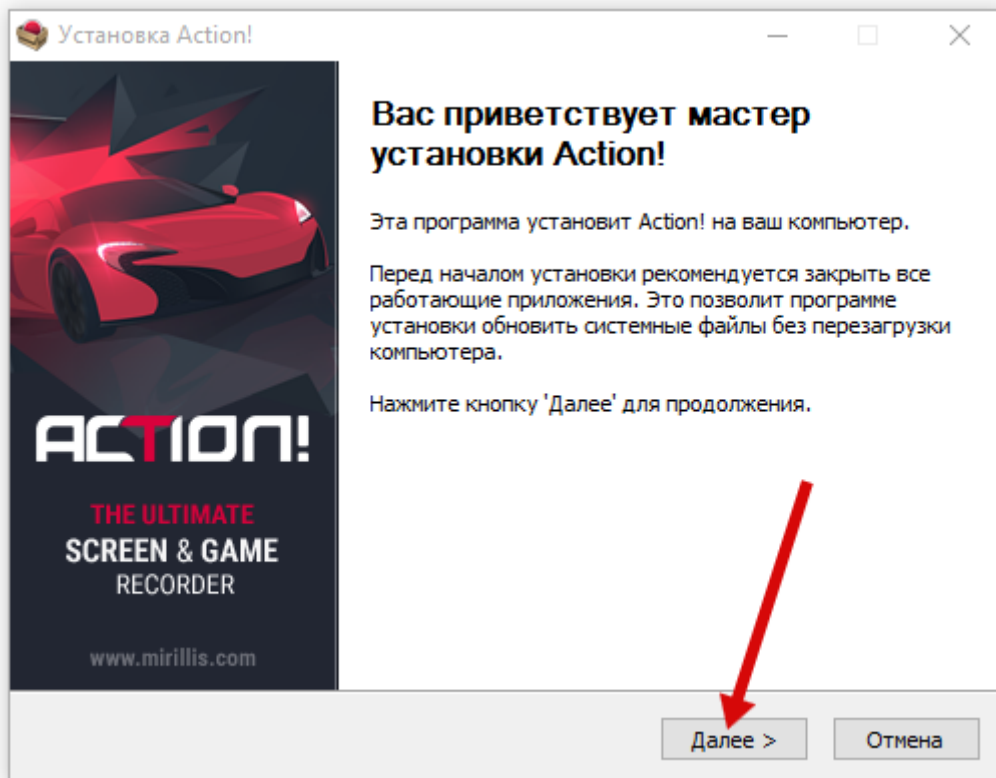 Установка Action!
Вас приветствует мастер
установки Action!
Эта программа установит Action! на ваш компьютер.
Перед началом установки рекомендуется закрыть все
работающие приложения. Это позволит программе
установки обновить системные файлы без перезагрузки
компьютера.
Нажмите кнопку 'Далее' для продолжения.
ACTION!
THE ULTIMATE
SCREEN & GAME
RECORDER
www.mirillis.com
Далее >
Отмена